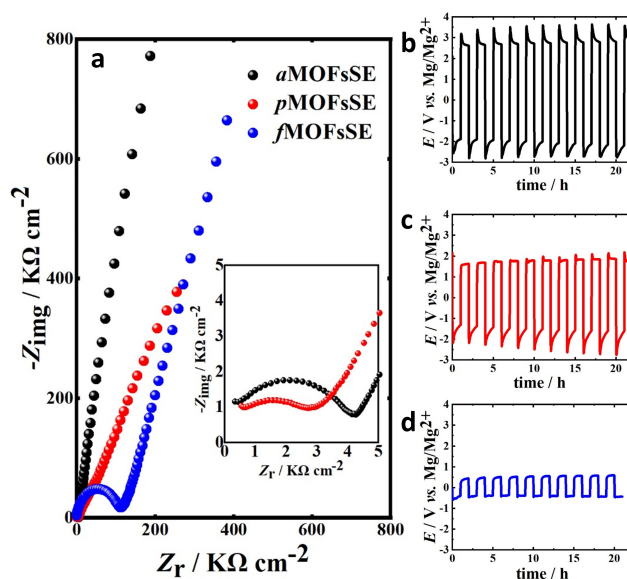 a
aMOFsSE
pMOFsSE
fMOFsSE
800
600
400
200
0
0 200 400 600 800
-Zimg / KΩ cm-2
Zr / KΩ cm-2
5
4
3
2
1
0 1 2 3 4 5
-Zimg / KΩ cm-2
Zr / KΩ cm-2
b
E / V vs. Mg/Mg2+
4
3
2
1
0
-1
-2
-3
0 5 10 15 20
time / h
c
E / V vs. Mg/Mg2+
4
3
2
1
0
-1
-2
-3
0 5 10 15 20
time / h
d
E / V vs. Mg/Mg2+
4
3
2
1
0
-1
-2
-3
0 5 10 15 20
time / h